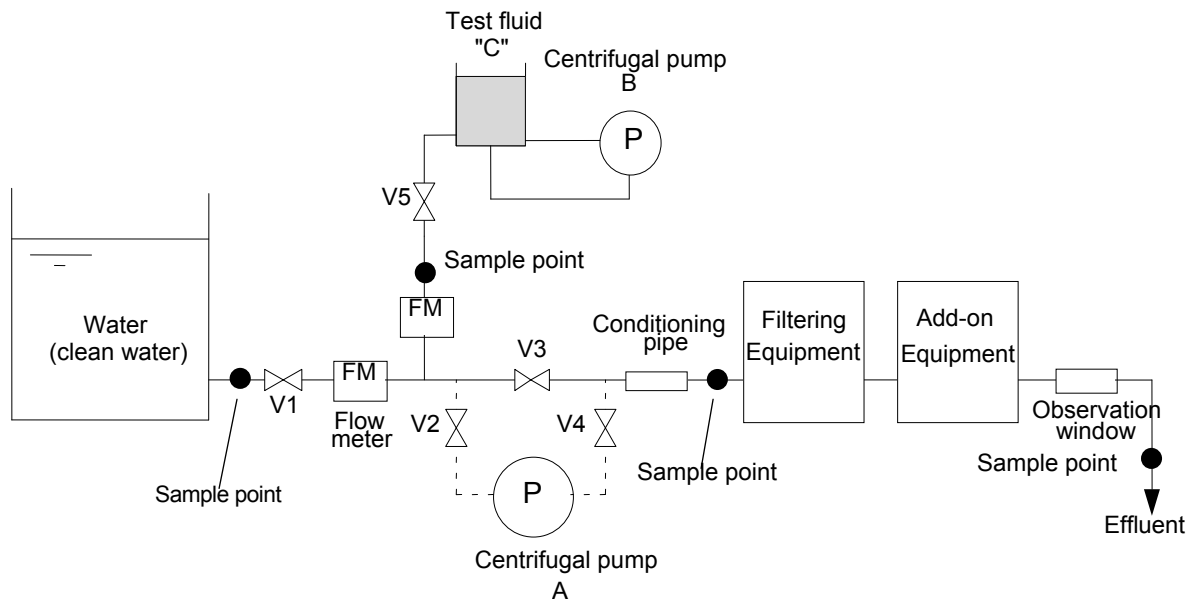 Test fluid
"C"
Centrifugal pump
B
P
V5
Sample point
FM
Water
(clean water)
V1
FM
Flow
meter
V2
V3
V4
Conditioning
pipe
Filtering
Equipment
Add-on
Equipment
Observation
window
Sample point
Sample point
Sample point
P
Centrifugal pump
A
Effluent